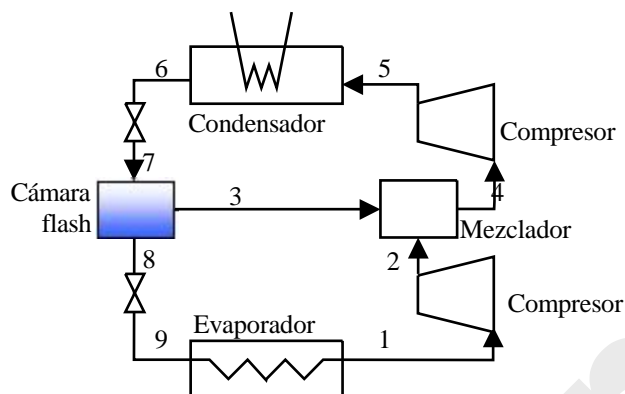 6
5
Condensador
Compresor
7
Cámara
flash
3
4
Mezclador
8
2
Compresor
Evaporador
9
1